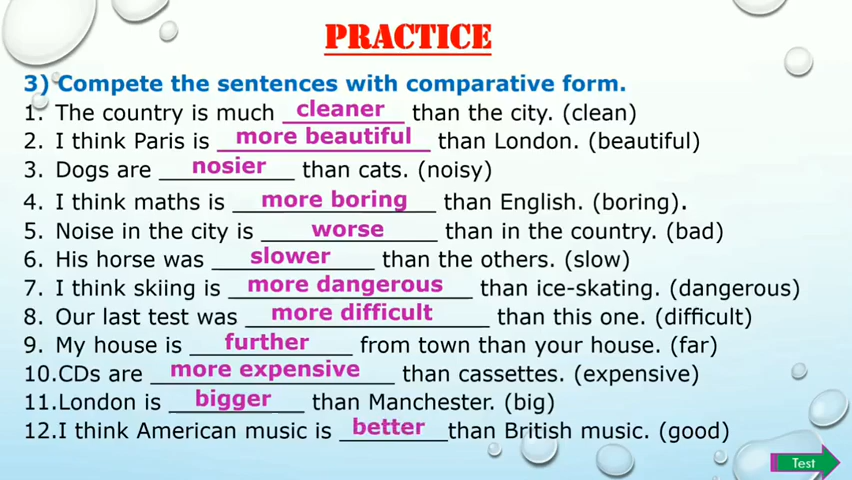 PRACTICE
3) Compete the sentences with comparative form.
1. The country is much cleaner than the city. (clean)
2. I think Paris is more beautiful than London. (beautiful)
3. Dogs are nosier than cats. (noisy)
4. I think maths is more boring than English. (boring).
5. Noise in the city is worse than in the country. (bad)
6. His horse was slower than the others. (slow)
7. I think skiing is more dangerous than ice-skating. (dangerous)
8. Our last test was more difficult than this one. (difficult)
9. My house is further from town than your house. (far)
10.CDs are more expensive than cassettes. (expensive)
11.London is bigger than Manchester. (big)
12.I think American music is better than British music. (good)
Test